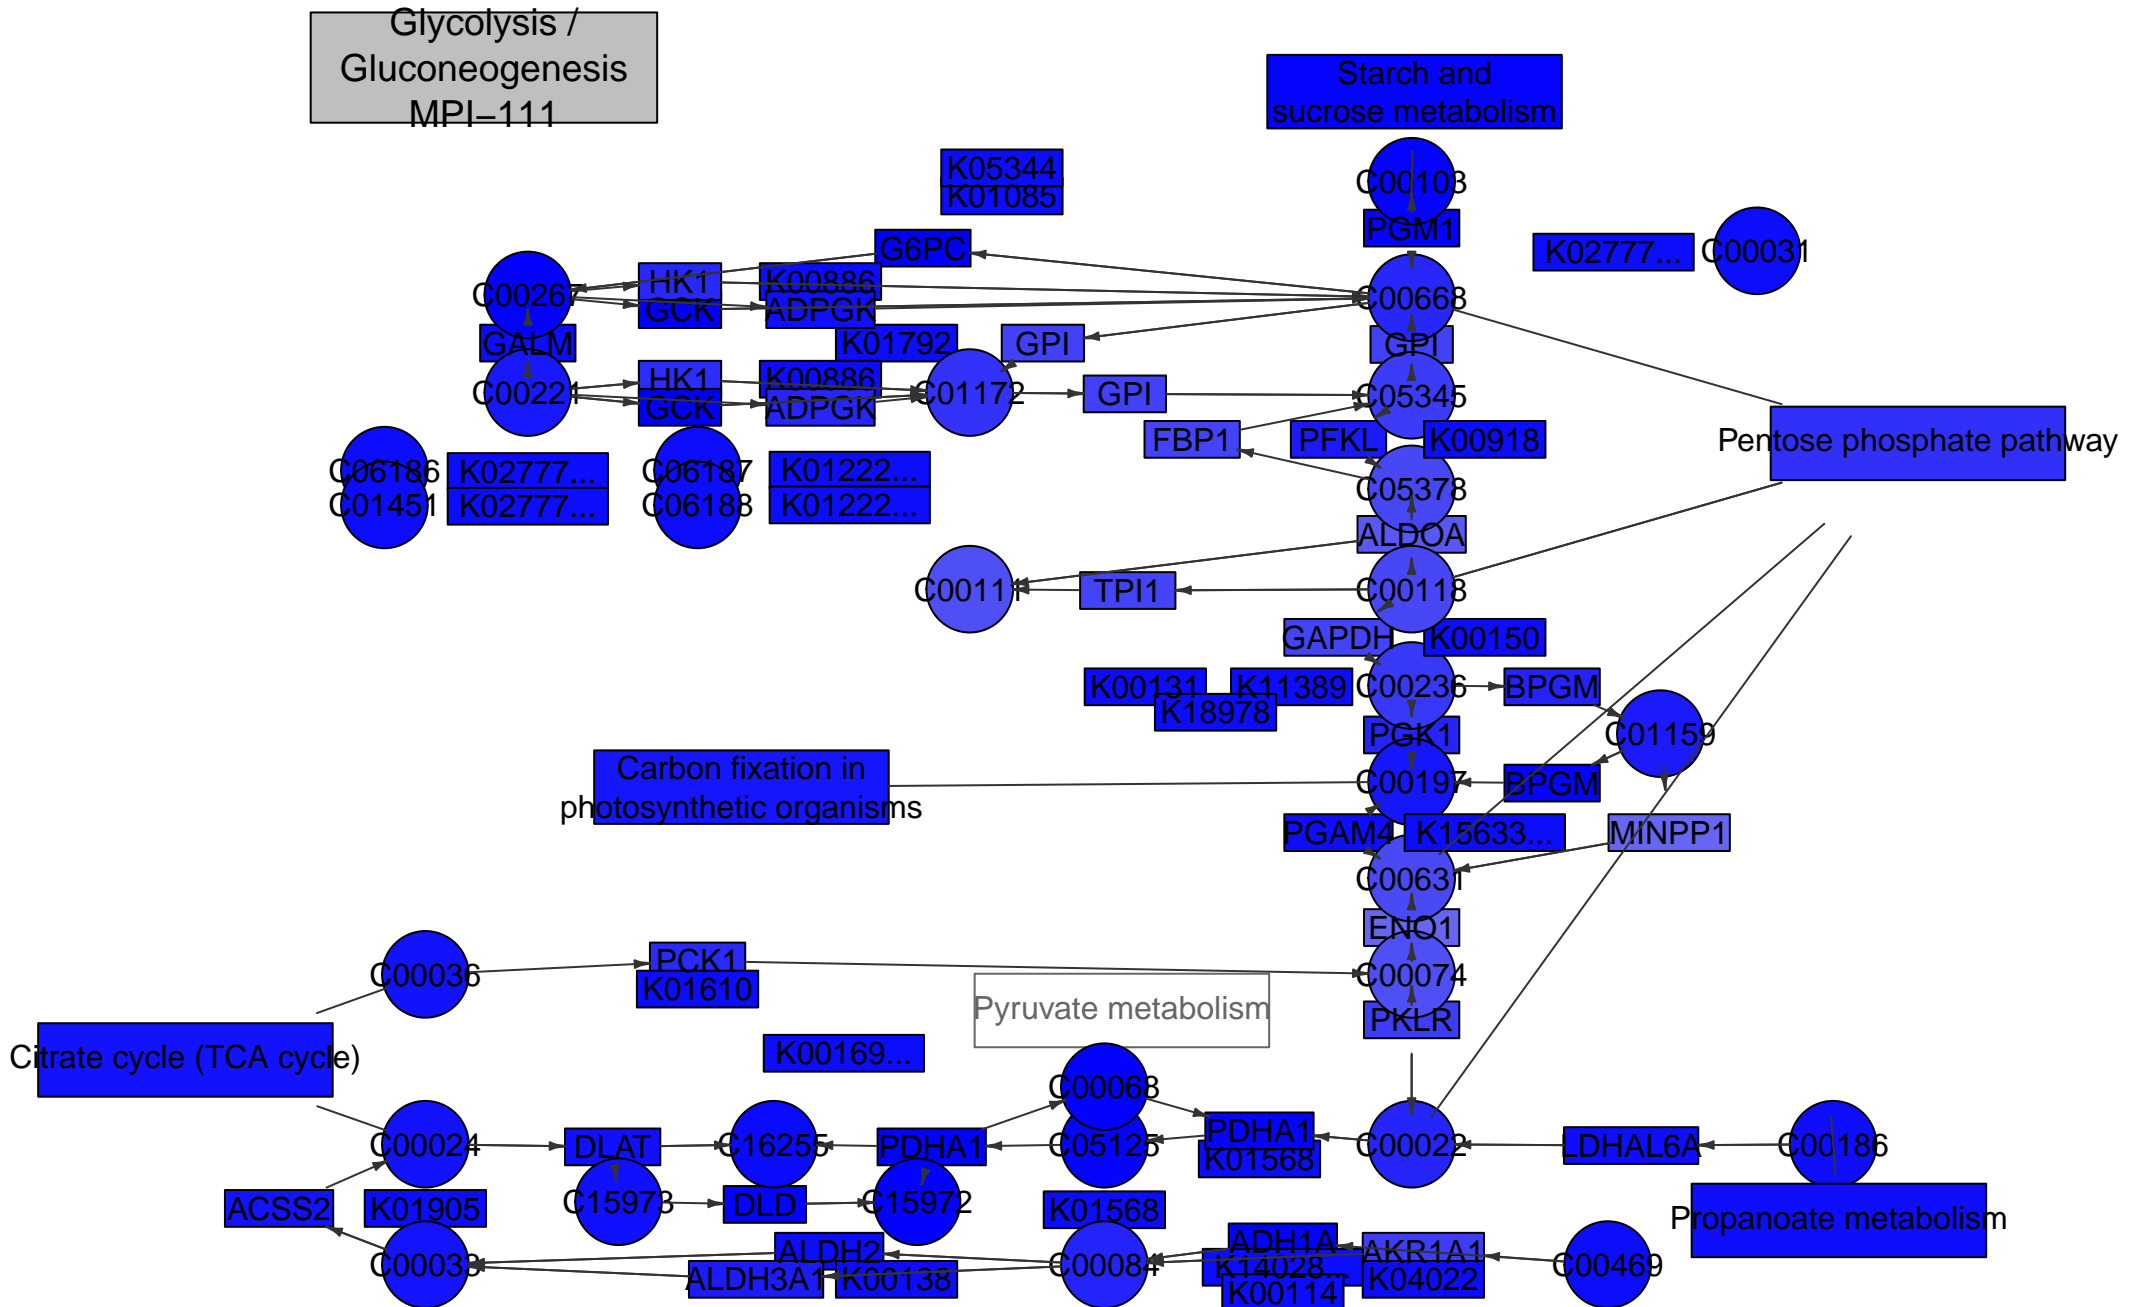 Glycolysis /
Gluconeogenesis
MPI–111
Starch and
sucrose metabolism
K05344
K01085
C00103
PGM1
G6PC
K02777...
C00031
C00267
HK1
K00886
GCK
ADPGK
C00668
GALM
K01792
GPI
GPI
C00221
HK1
K00886
GCK
ADPGK
C01172
GPI
C05345
FBP1
PFKL
K00918
Pentose phosphate pathway
C06186
K02777...
C06187
K01222...
C05378
C01451
K02777...
C06188
K01222...
ALDOA
C00111
TPI1
C00118
GAPDH
K00150
K00131
K11389
C00236
BPGM
K18978
PGK1
C01159
Carbon fixation in
photosynthetic organisms
C00197
BPGM
PGAM4
K15633...
MINPP1
C00631
ENO1
C00036
PCK1
K01610
C00074
Pyruvate metabolism
PKLR
Citrate cycle (TCA cycle)
K00169...
C00068
C00024
DLAT
C16255
PDHA1
C05125
PDHA1
K01568
C00022
LDHAL6A
C00186
ACSS2
K01905
C15973
DLD
C15972
K01568
Propanoate metabolism
C00033
ALDH2
ALDH3A1
K00138
C00084
ADH1A
K14028...
K00114
AKR1A1
K04022
C00469